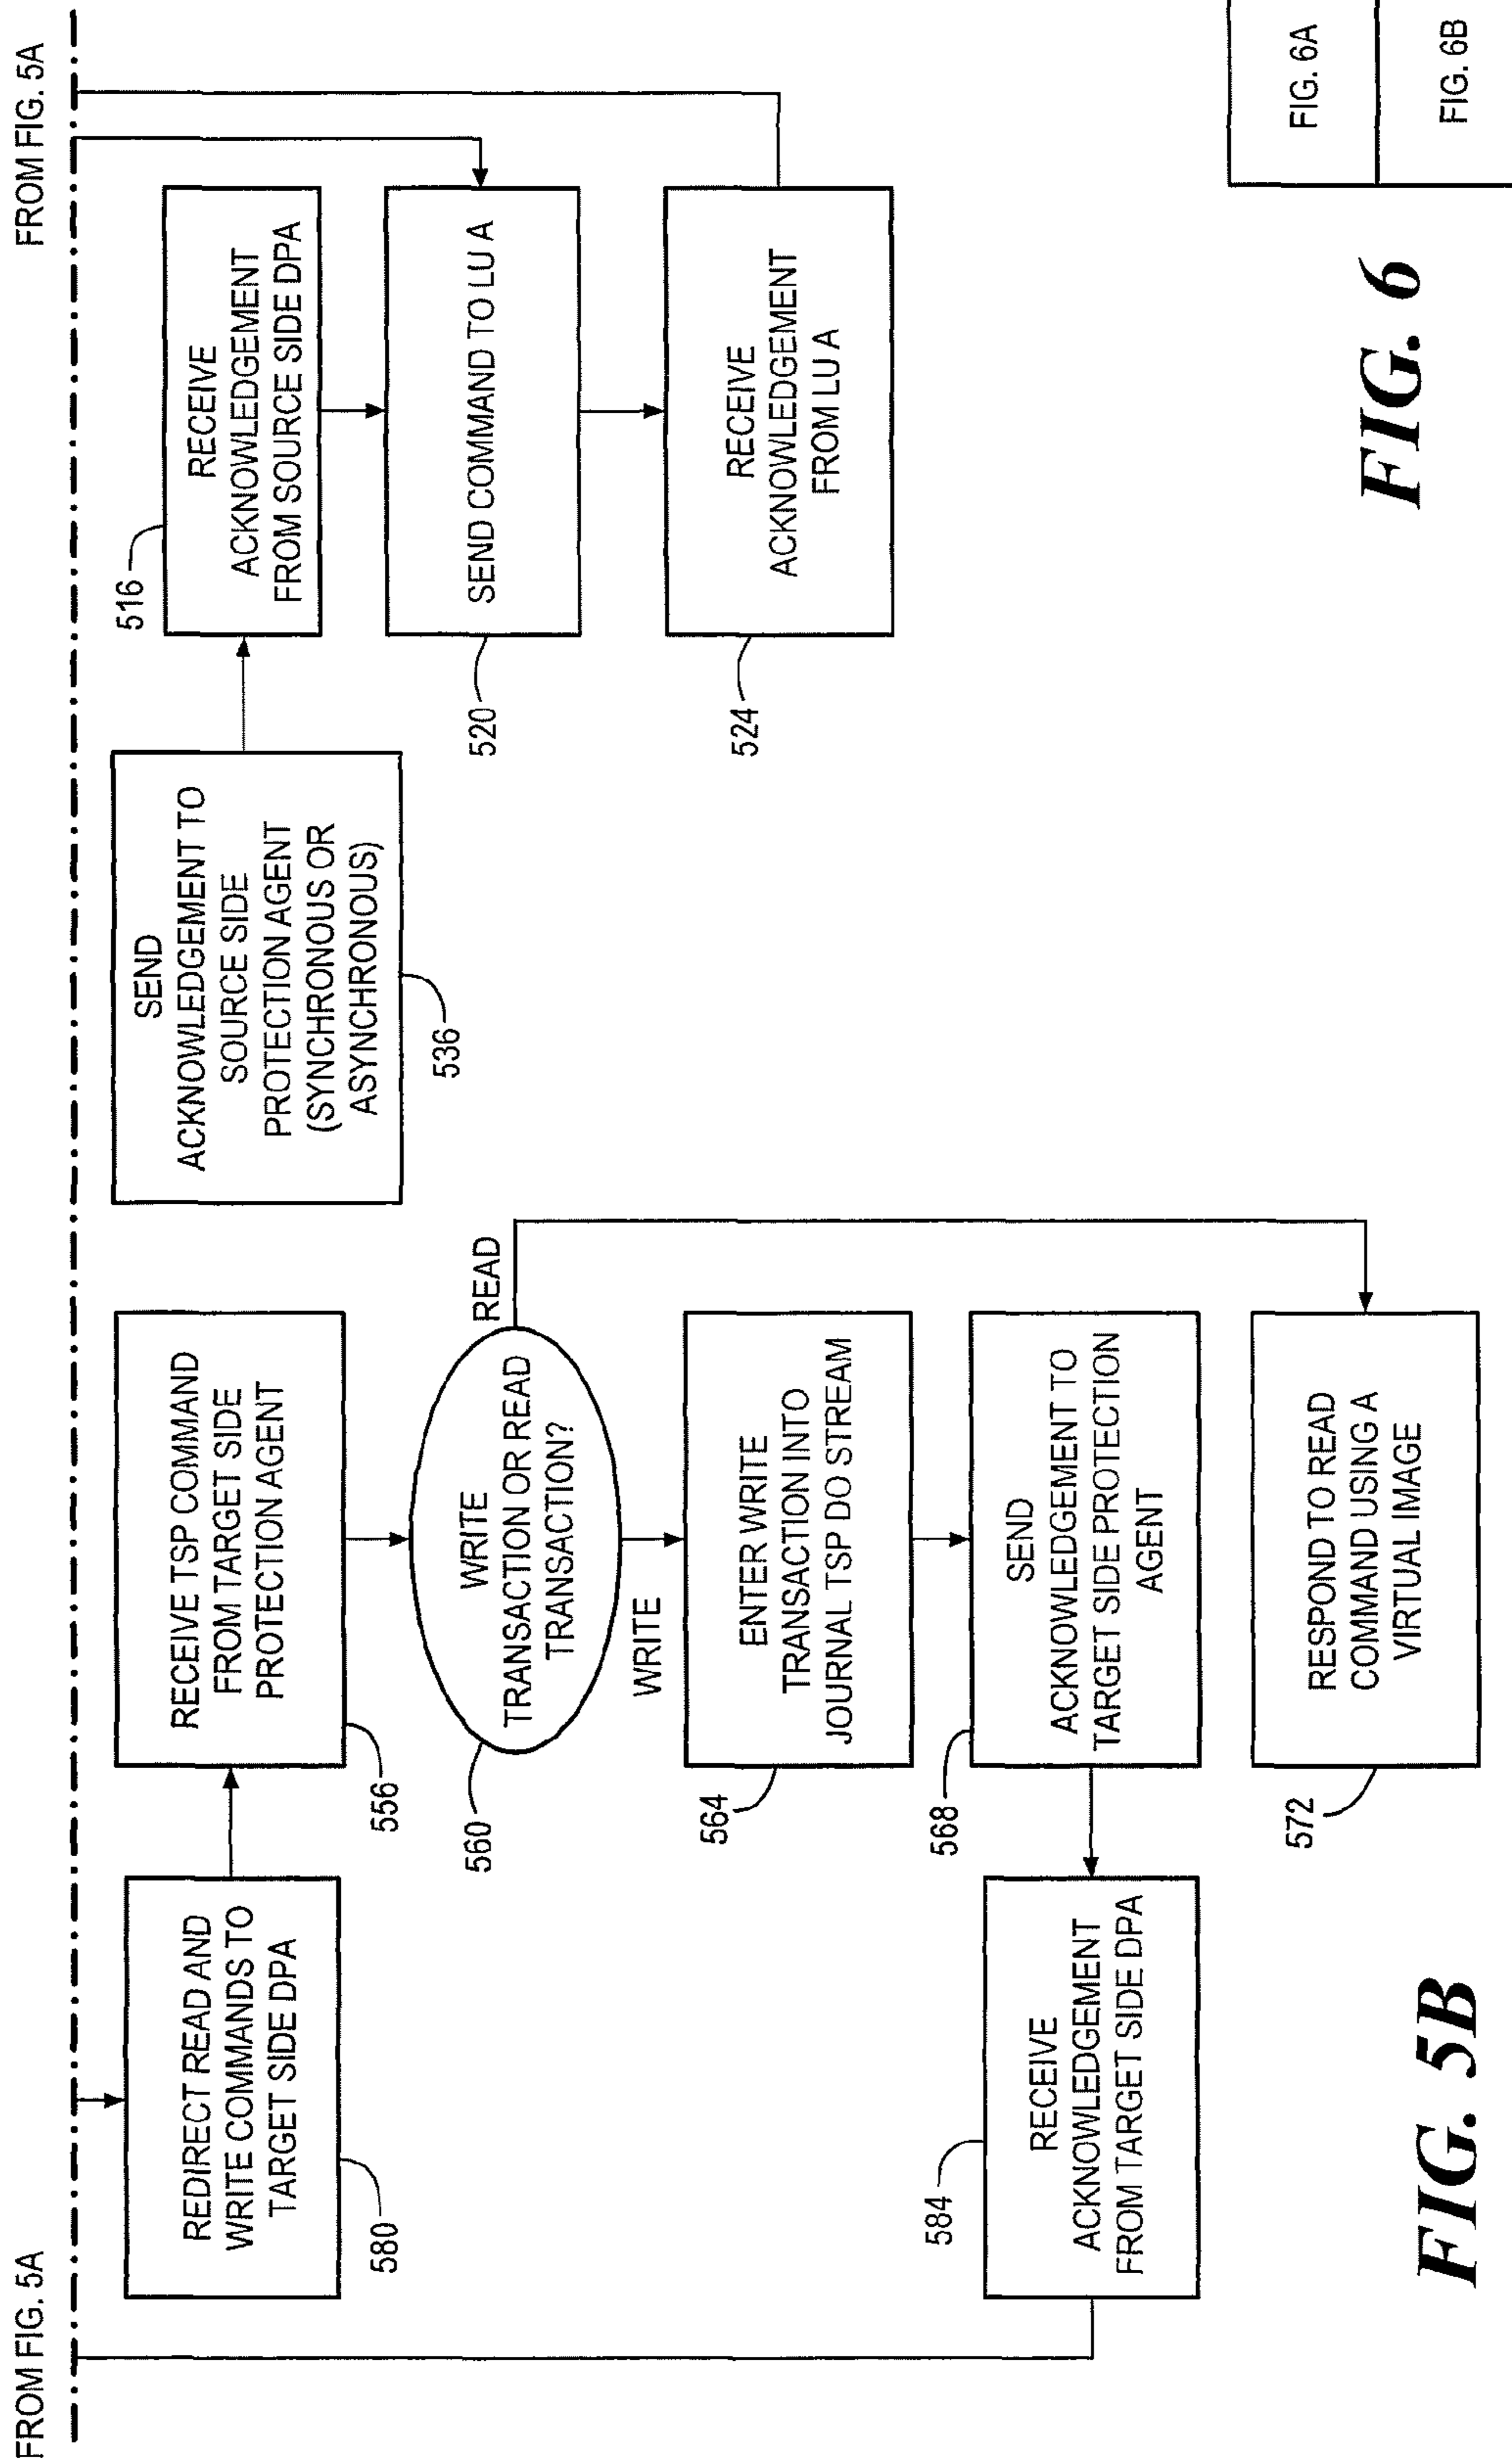 FROM FIG. 5A
FROM FIG. 5A
REDIRECT READ AND
WRITE COMMANDS TO
TARGET SIDE DPA
580
RECEIVE TSP COMMAND
FROM TARGET SIDE
PROTECTION AGENT
556
WRITE
TRANSACTION OR READ
TRANSACTION?
560
READ
WRITE
ENTER WRITE
TRANSACTION INTO
JOURNAL TSP DO STREAM
564
SEND
ACKNOWLEDGEMENT TO
TARGET SIDE PROTECTION
AGENT
568
RECEIVE
ACKNOWLEDGEMENT
FROM TARGET SIDE DPA
584
RESPOND TO READ
COMMAND USING A
VIRTUAL IMAGE
572
SEND
ACKNOWLEDGEMENT TO
SOURCE SIDE
PROTECTION AGENT
(SYNCHRONOUS OR
ASYNCHRONOUS)
536
516
RECEIVE
ACKNOWLEDGEMENT
FROM SOURCE SIDE DPA
SEND COMMAND TO LU A
520
RECEIVE
ACKNOWLEDGEMENT
FROM LU A
524
FIG. 5B
FIG. 6
FIG. 6A
FIG. 6B